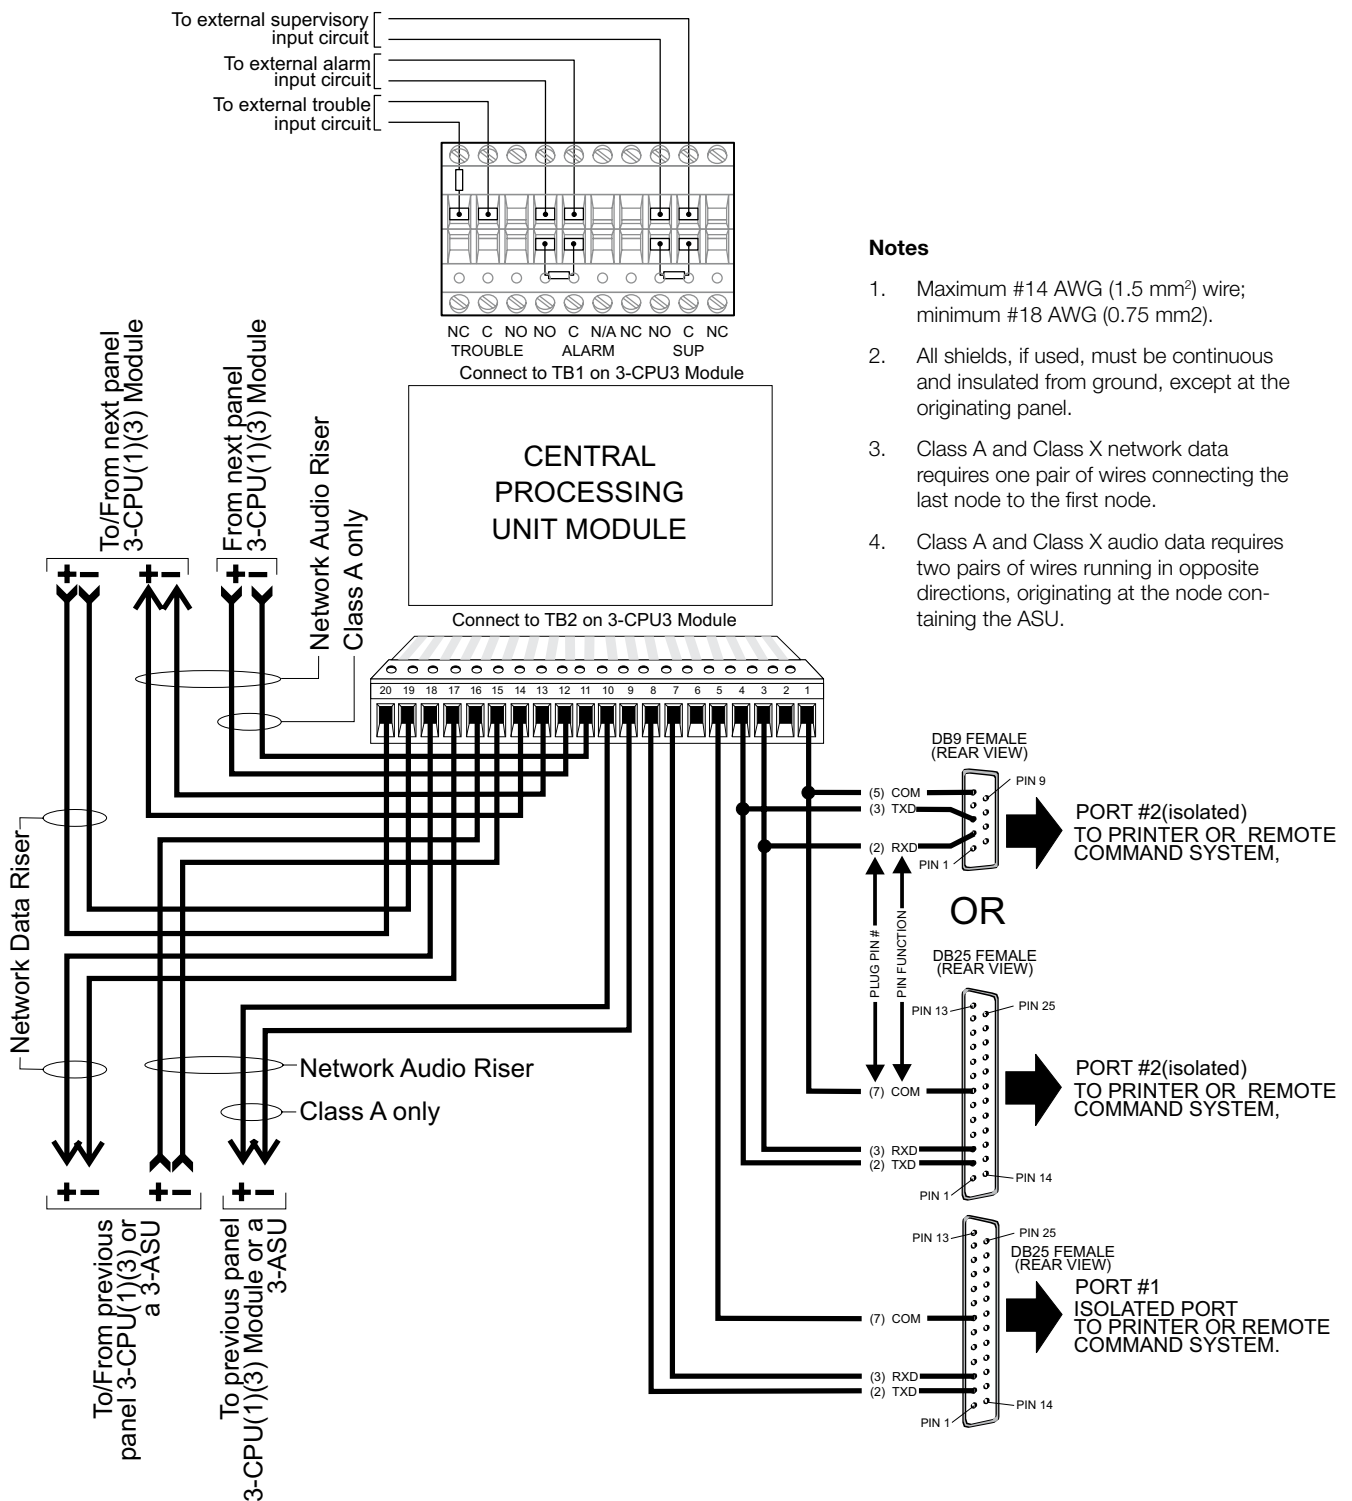 To external supervisory
input circuit
To external alarm
input circuit
To external trouble
input circuit
NC C NO NO C N/A NC NO C NC
TROUBLE ALARM SUP
Connect to TB1 on 3-CPU3 Module
CENTRAL
PROCESSING
UNIT MODULE
Connect to TB2 on 3-CPU3 Module
20 19 18 17 16 15 14 13 12 11 10 9 8 7 6 5 4 3 2 1
Notes
1. Maximum #14 AWG (1.5 mm²) wire;
minimum #18 AWG (0.75 mm2).
2. All shields, if used, must be continuous
and insulated from ground, except at the
originating panel.
3. Class A and Class X network data
requires one pair of wires connecting the
last node to the first node.
4. Class A and Class X audio data requires
two pairs of wires running in opposite
directions, originating at the node con-
taining the ASU.
To/From next panel
3-CPU(1)(3) Module
From next panel
3-CPU(1)(3) Module
Network Audio Riser
Class A only
+ − + − + −
Network Data Riser
Network Audio Riser
Class A only
+ − + − + −
To/From previous
panel 3-CPU(1)(3) or
a 3-ASU
To previous panel
3-CPU(1)(3) Module or a
3-ASU
DB9 FEMALE
(REAR VIEW)
PIN 9
(5) COM
(3) TXD
(2) RXD
PIN 1
PORT #2(isolated)
TO PRINTER OR REMOTE
COMMAND SYSTEM,
PLUG PIN #
PIN FUNCTION
OR
DB25 FEMALE
(REAR VIEW)
PIN 13
PIN 25
(7) COM
(3) RXD
(2) TXD
PIN 1
PIN 14
PORT #2(isolated)
TO PRINTER OR REMOTE
COMMAND SYSTEM,
PIN 13
PIN 25
DB25 FEMALE
(REAR VIEW)
(7) COM
(3) RXD
(2) TXD
PIN 1
PIN 14
PORT #1
ISOLATED PORT
TO PRINTER OR REMOTE
COMMAND SYSTEM.